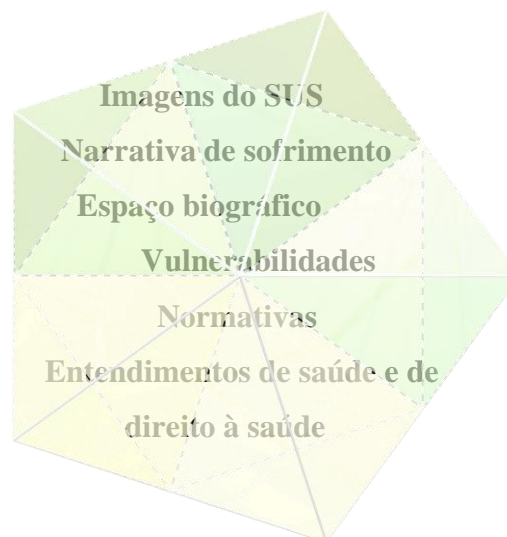 Imagens do SUS
Narrativa de sofrimento
Espaço biográfico
Vulnerabilidades
Normativas
Entendimentos de saúde e de
direito à saúde